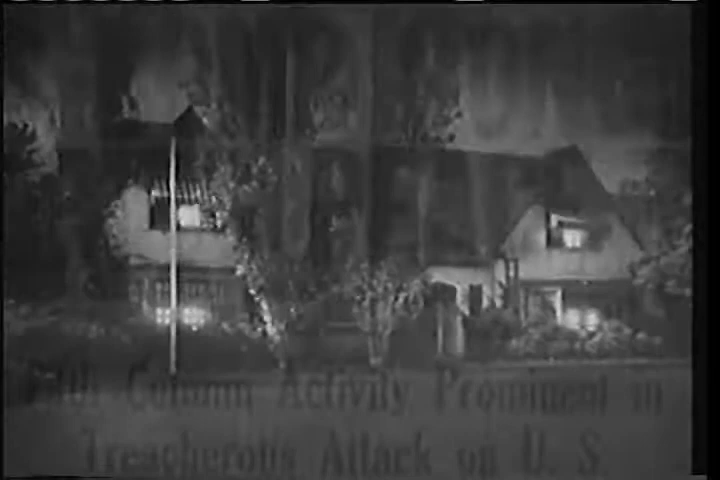 Column Activity Prominent in
Treacherous Attack on U. S.